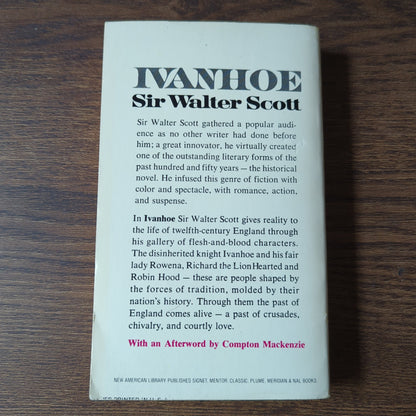 IVANHOE
Sir Walter Scott
Sir Walter Scott gathered a popular audi-
ence as no other writer had done before
him; a great innovator, he virtually created
one of the outstanding literary forms of the
past hundred and fifty years — the historical
novel. He infused this genre of fiction with
color and spectacle, with romance, action,
and suspense.
In Ivanhoe Sir Walter Scott gives reality to
the life of twelfth-century England through
his gallery of flesh-and-blood characters.
The disinherited knight Ivanhoe and his fair
lady Rowena, Richard the Lion Hearted and
Robin Hood — these are people shaped by
the forces of tradition, molded by their
nation's history. Through them the past of
England comes alive — a past of crusades,
chivalry, and courtly love.
With an Afterword by Compton Mackenzie
NEW AMERICAN LIBRARY PUBLISHES SIGNET, MENTOR, CLASSIC, PLUME, MERIDIAN & NAL BOOKS
PRINTED IN U.S.A.